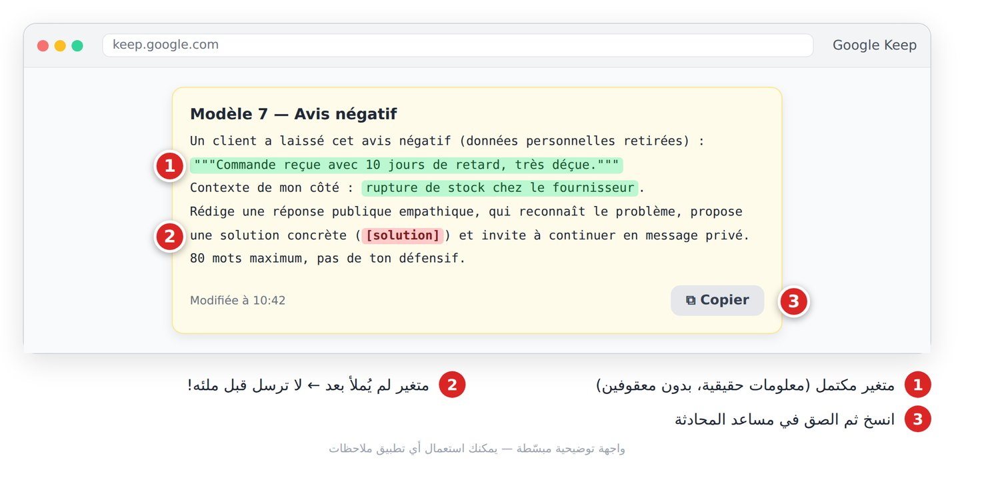 keep.google.com
Google Keep
Modèle 7 — Avis négatif
Un client a laissé cet avis négatif (données personnelles retirées) :
1
"""Commande reçue avec 10 jours de retard, très déçue."""
Contexte de mon côté : rupture de stock chez le fournisseur.
Rédige une réponse publique empathique, qui reconnaît le problème, propose
2
une solution concrète ([solution]) et invite à continuer en message privé.
80 mots maximum, pas de ton défensif.
Modifiée à 10:42
⧉ Copier
3
1 متغير مكتمل (معلومات حقيقية، بدون معقوفين)
2 متغير لم يُملأ بعد ← لا ترسل قبل ملئه!
3 انسخ ثم الصق في مساعد المحادثة
واجهة توضيحية مبسّطة — يمكنك استعمال أي تطبيق ملاحظات